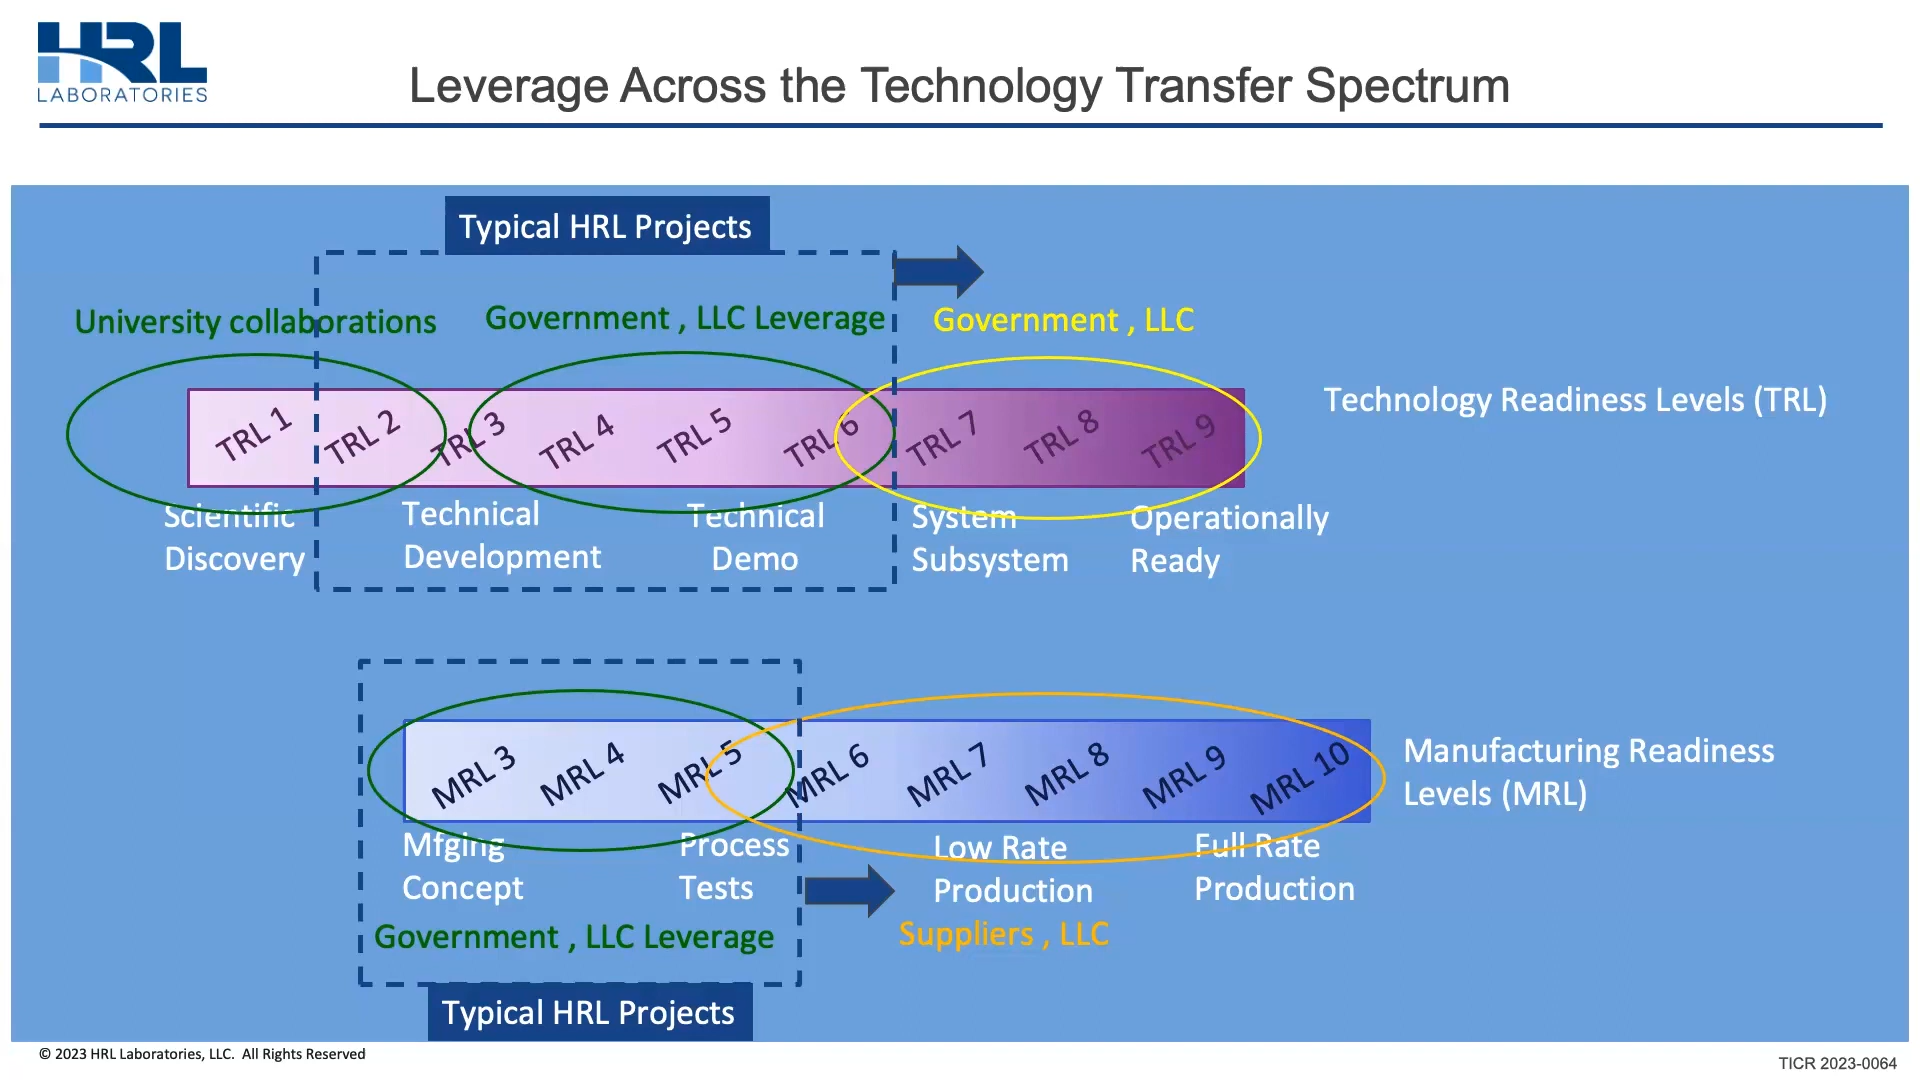 HRL
LABORATORIES
Leverage Across the Technology Transfer Spectrum
Typical HRL Projects
University collaborations
Government , LLC Leverage
Government , LLC
TRL 1
TRL 2
TRL 3
TRL 4
TRL 5
TRL 6
TRL 7
TRL 8
TRL 9
Technology Readiness Levels (TRL)
Scientific
Discovery
Technical
Development
Technical
Demo
System
Subsystem
Operationally
Ready
MRL 3
MRL 4
MRL 5
MRL 6
MRL 7
MRL 8
MRL 9
MRL 10
Manufacturing Readiness
Levels (MRL)
Mfging
Concept
Process
Tests
Low Rate
Production
Full Rate
Production
Government , LLC Leverage
Suppliers , LLC
Typical HRL Projects
© 2023 HRL Laboratories, LLC. All Rights Reserved
TICR 2023-0064